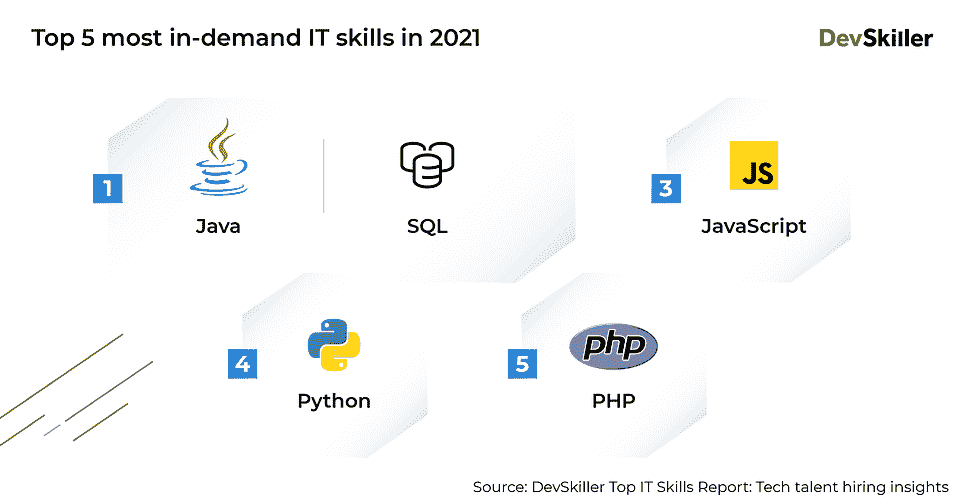 Top 5 most in-demand IT skills in 2021
DevSkiller
1
Java
SQL
3
JS
JavaScript
4
Python
5
php
PHP
Source: DevSkiller Top IT Skills Report: Tech talent hiring insights